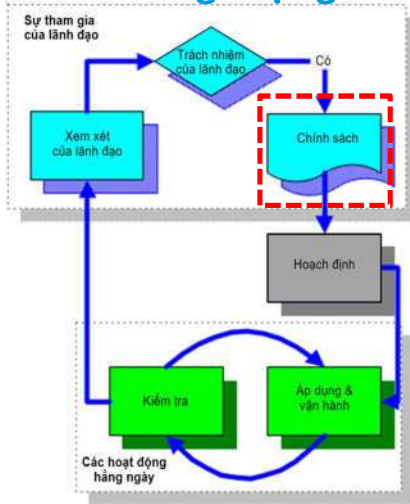 Sự tham gia
của lãnh đạo
Trách nhiệm
của lãnh đạo
Có
Xem xét
của lãnh đạo
Chính sách
Hoạch định
Kiểm tra
Áp dụng &
vận hành
Các hoạt động
hằng ngày